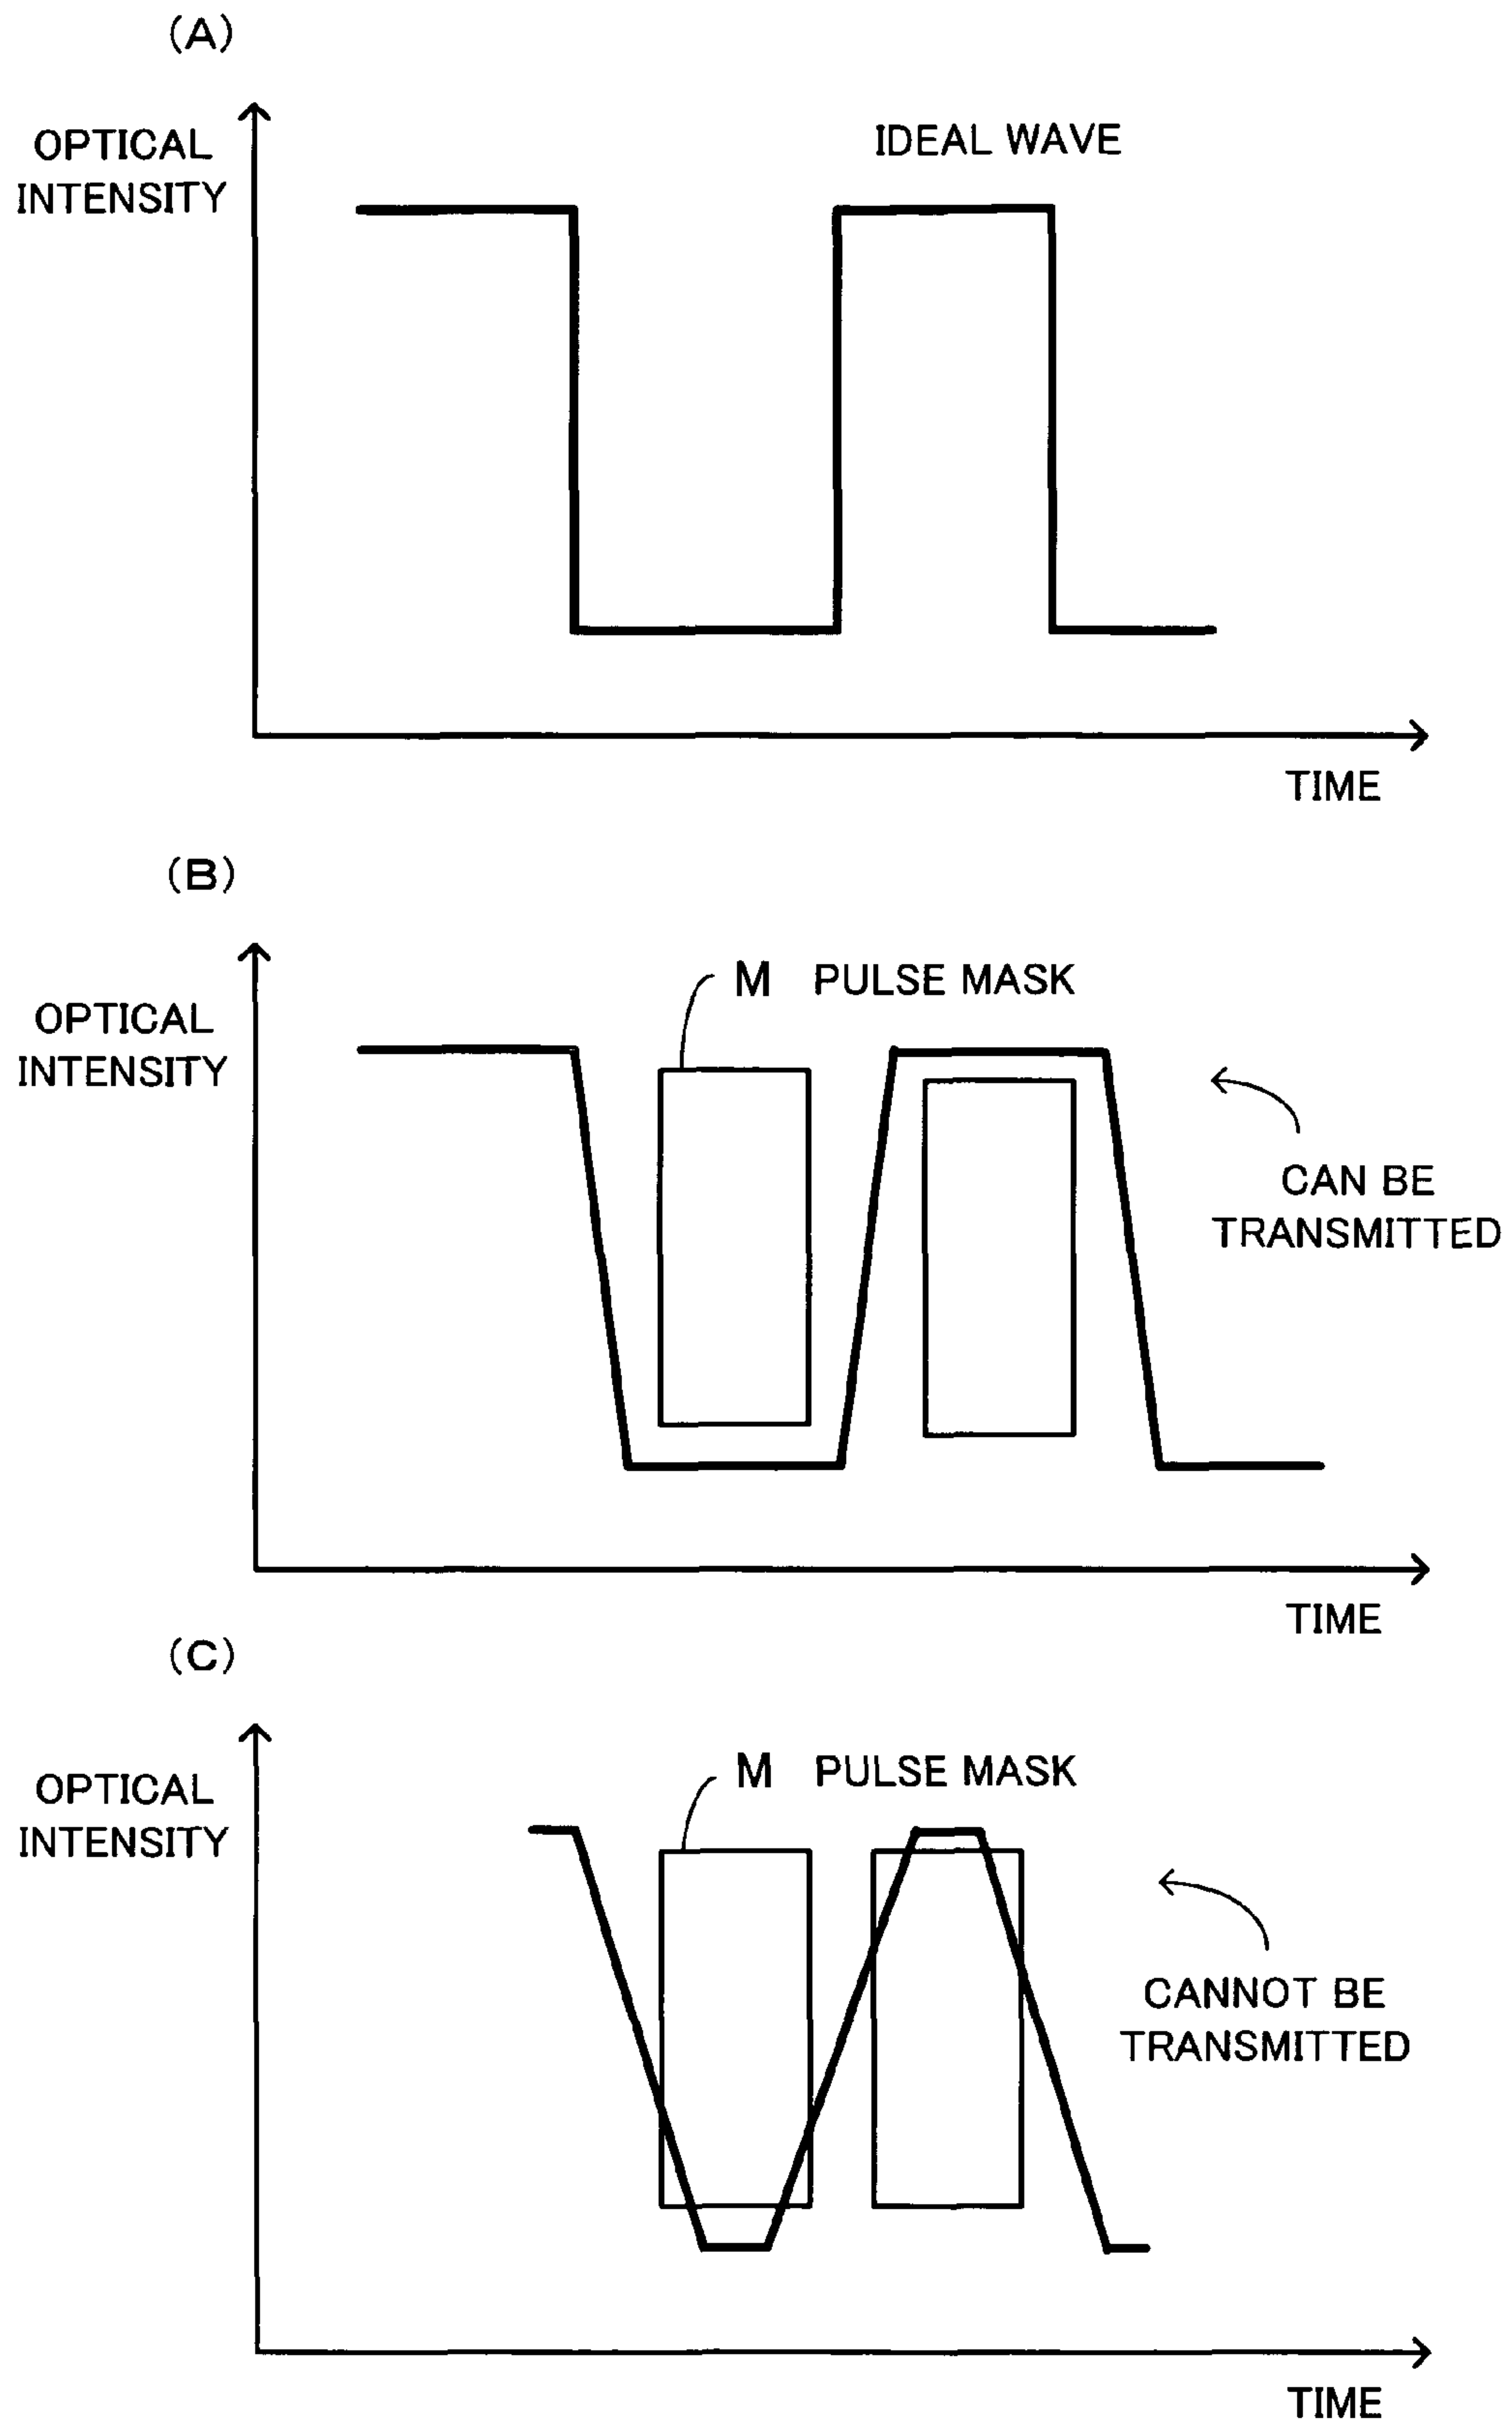 (A)
OPTICAL
INTENSITY
IDEAL WAVE
TIME
(B)
OPTICAL
INTENSITY
M PULSE MASK
CAN BE
TRANSMITTED
TIME
(C)
OPTICAL
INTENSITY
M PULSE MASK
CANNOT BE
TRANSMITTED
TIME